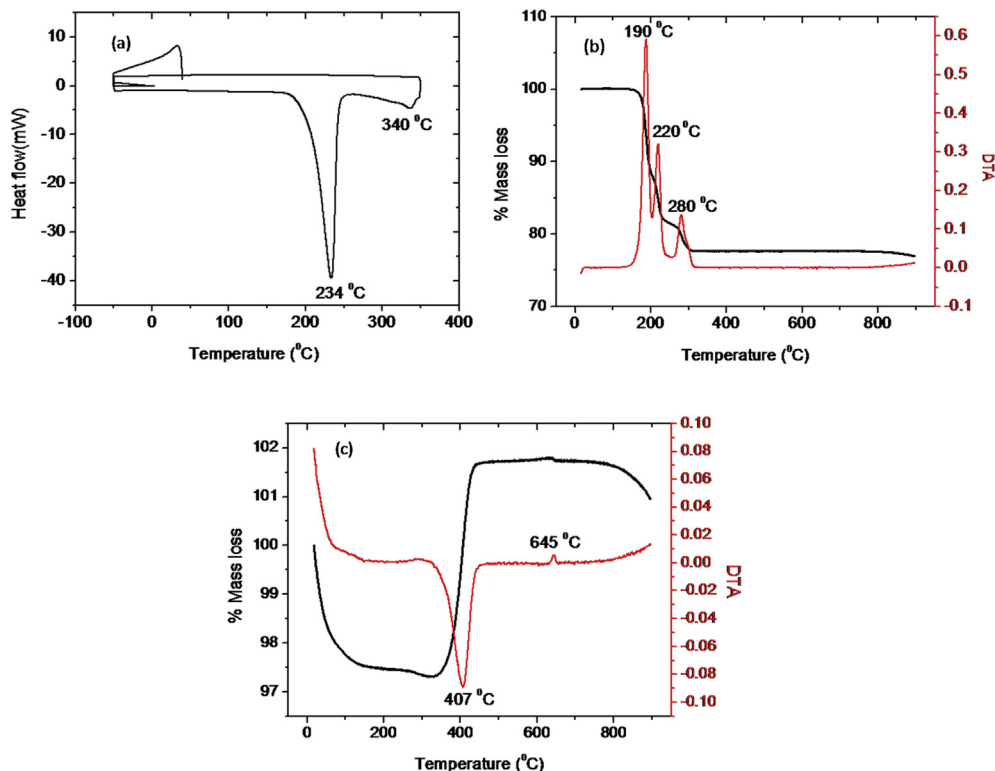 (a)
10
0
-10
-20
-30
-40
Heat flow(mW)
340 ⁰C
234 ⁰C
-100 0 100 200 300 400
Temperature (⁰C)
(b)
110
100
90
80
70
% Mass loss
190 ⁰C
220 ⁰C
280 ⁰C
0.6
0.5
0.4
0.3
0.2
0.1
0.0
-0.1
DTA
0 200 400 600 800
Temperature (⁰C)
(c)
102
101
100
99
98
97
% Mass loss
645 ⁰C
407 ⁰C
0.10
0.08
0.06
0.04
0.02
0.00
-0.02
-0.04
-0.06
-0.08
-0.10
DTA
0 200 400 600 800
Temperature (⁰C)